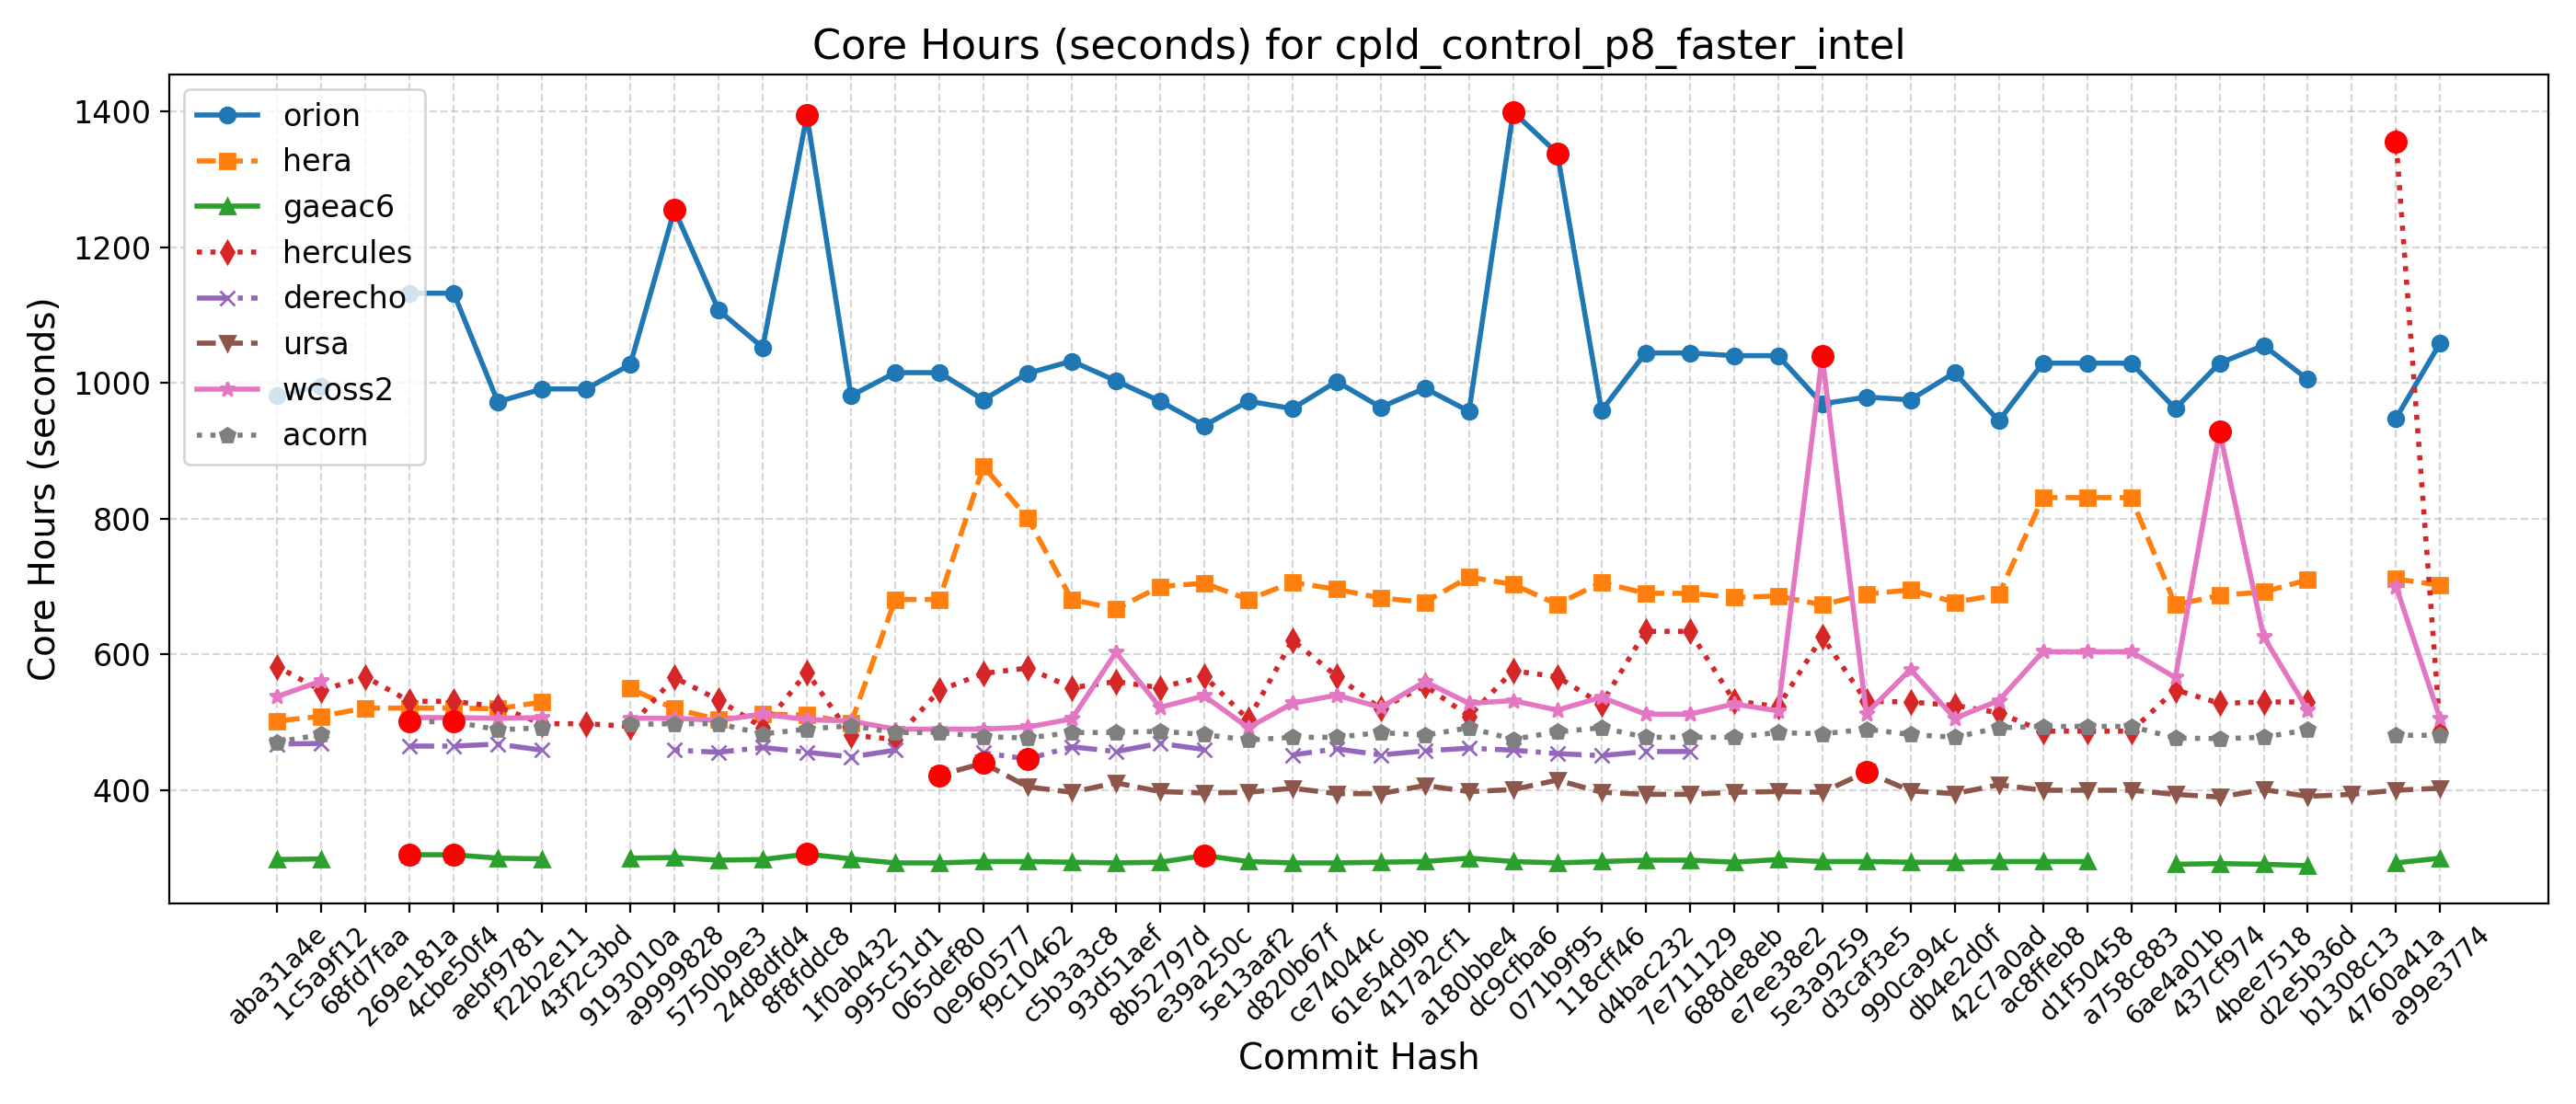 Core Hours (seconds) for cpld_control_p8_faster_intel
Core Hours (seconds)
1400
1200
1000
800
600
400
orion
hera
gaeac6
hercules
derecho
ursa
wcoss2
acorn
aba31a4e
1c5a9f12
68fd7faa
269e181a
4cbe50f4
aebf9781
f22b2e11
43f2c3bd
9193010a
a9999828
5750b9e3
24d8dfd4
8f8fddc8
1f0ab432
995c51d1
065def80
0e960577
f9c10462
c5b3a3c8
93d51aef
8b52797d
e39a250c
5e13aaf2
d820b67f
ce74044c
61e54d9b
417a2cf1
a180bbe4
dc9cfba6
071b9f95
118cff46
d4bac232
7e711129
688de8eb
e7ee38e2
5e3a9259
d3caf3e5
990ca94c
db4e2d0f
42c7a0ad
ac8ffeb8
d1f50458
a758c883
6ae4a01b
437cf974
4bee7518
d2e5b36d
b1308c13
4760a41a
a99e3774
Commit Hash